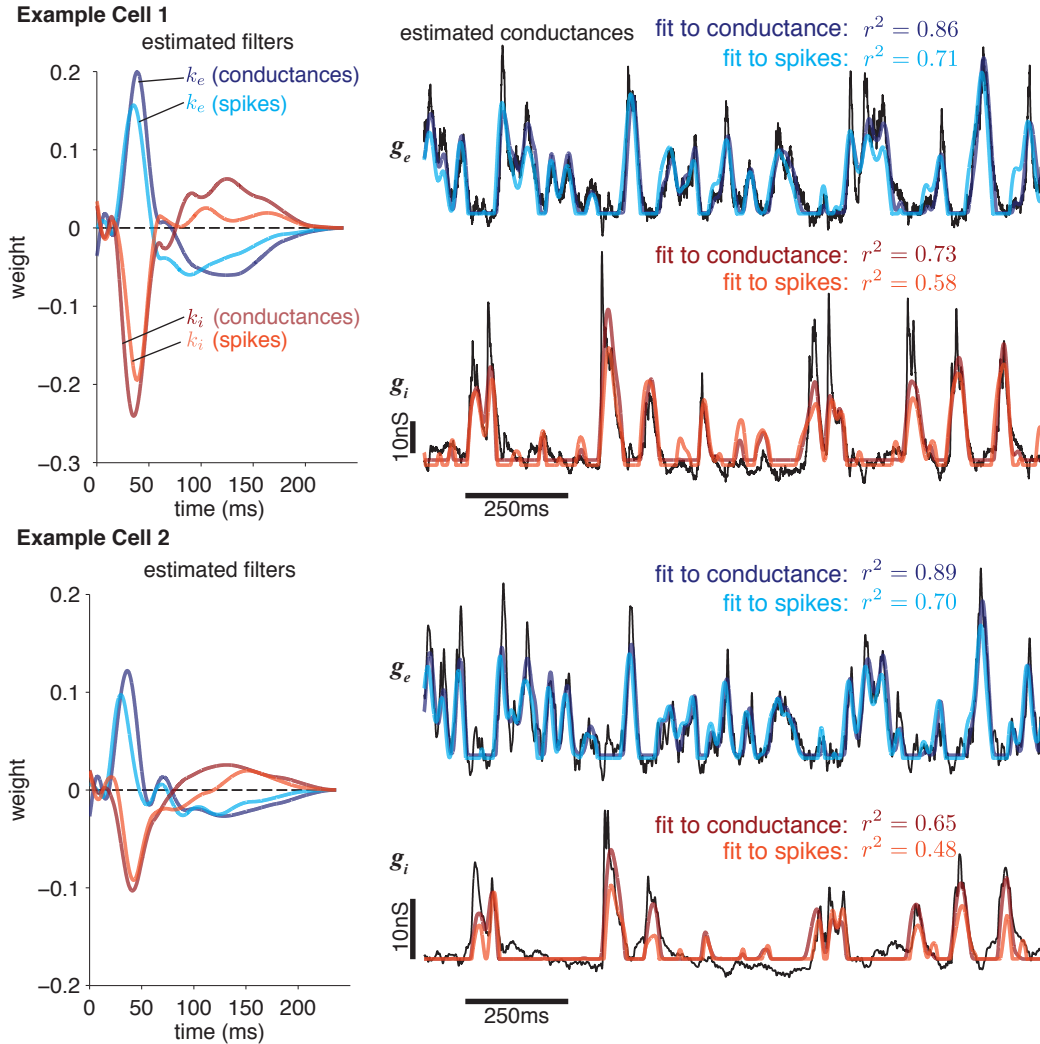 Example Cell 1
estimated filters
0.2
0.1
0
−0.1
−0.2
−0.3
weight
k_e (conductances)
k_e (spikes)
k_i (conductances)
k_i (spikes)
0 50 100 150 200
time (ms)
estimated conductances
fit to conductance: r² = 0.86
fit to spikes: r² = 0.71
g_e
fit to conductance: r² = 0.73
fit to spikes: r² = 0.58
g_i
10nS
250ms
Example Cell 2
estimated filters
0.2
0.1
0
−0.1
−0.2
weight
0 50 100 150 200
time (ms)
fit to conductance: r² = 0.89
fit to spikes: r² = 0.70
g_e
fit to conductance: r² = 0.65
fit to spikes: r² = 0.48
g_i
10nS
250ms